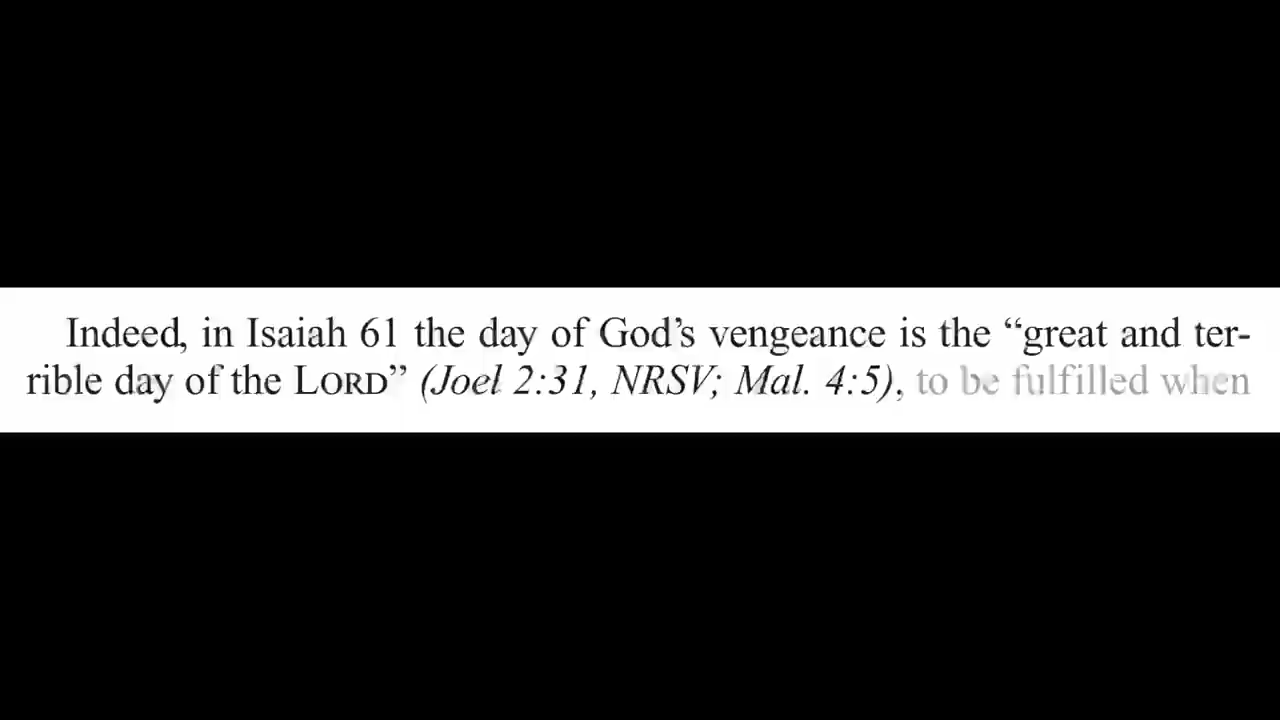 Indeed, in Isaiah 61 the day of God’s vengeance is the “great and ter-
rible day of the LORD” (Joel 2:31, NRSV; Mal. 4:5), to be fulfilled when